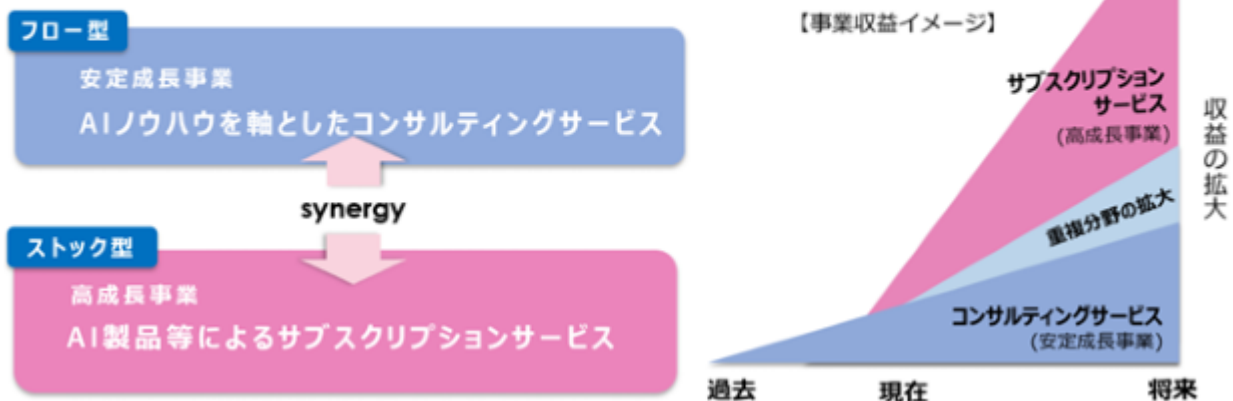 フロー型
安定成長事業
AIノウハウを軸としたコンサルティングサービス
synergy
ストック型
高成長事業
AI製品等によるサブスクリプションサービス
【事業収益イメージ】
サブスクリプション
サービス
(高成長事業)
重複分野の拡大
コンサルティングサービス
(安定成長事業)
収益の拡大
過去
現在
将来